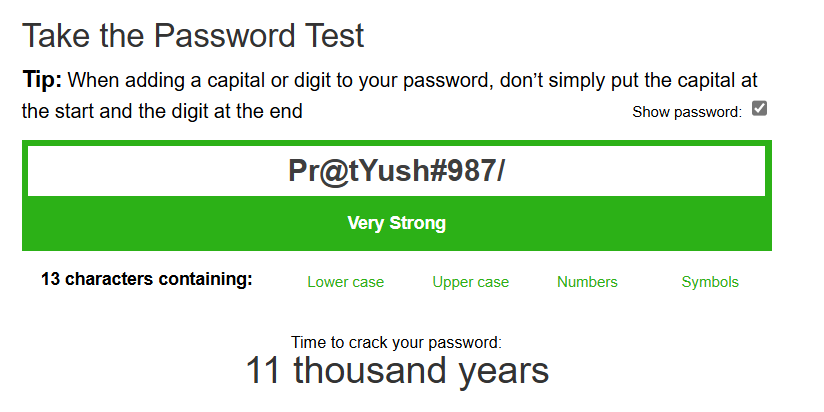 Take the Password Test
Tip: When adding a capital or digit to your password, don’t simply put the capital at
the start and the digit at the end
Show password:
Pr@tYush#987/
Very Strong
13 characters containing: Lower case Upper case Numbers Symbols
Time to crack your password:
11 thousand years